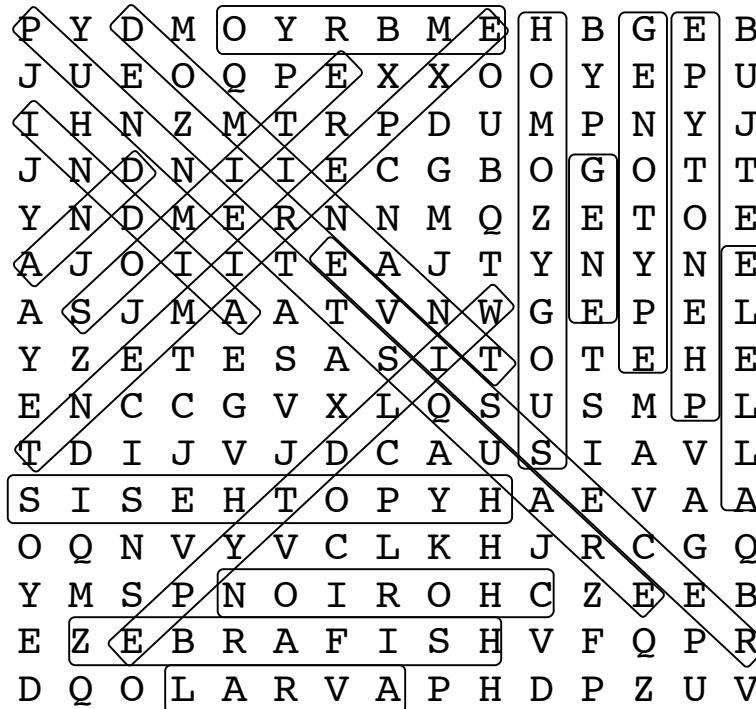 P Y D M O Y R B M E H B G E B
J U E O Q P E X X O O Y E P U
I H N Z M T R P D U M P N Y J
J N D N I I E C G B O G O T T
Y N D M E R N N M Q Z E T O E
A J O I I T E A J T Y N Y N E
A S J M A A T V N W G E P E L
Y Z E T E S A S I T O T E H E
E N C C G V X L Q S U S M P L
T D I J V J D C A U S I A V L
S I S E H T O P Y H A E V A A
O Q N V Y V C L K H J R C G Q
Y M S P N O I R O H C Z E E B
E Z E B R A F I S H V F Q P R
D Q O L A R V A P H D P Z U V